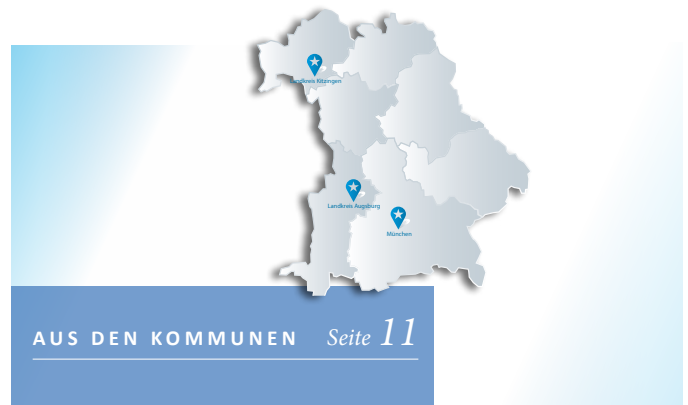 Landkreis Kitzingen
Landkreis Augsburg
München
AUS DEN KOMMUNEN Seite 11